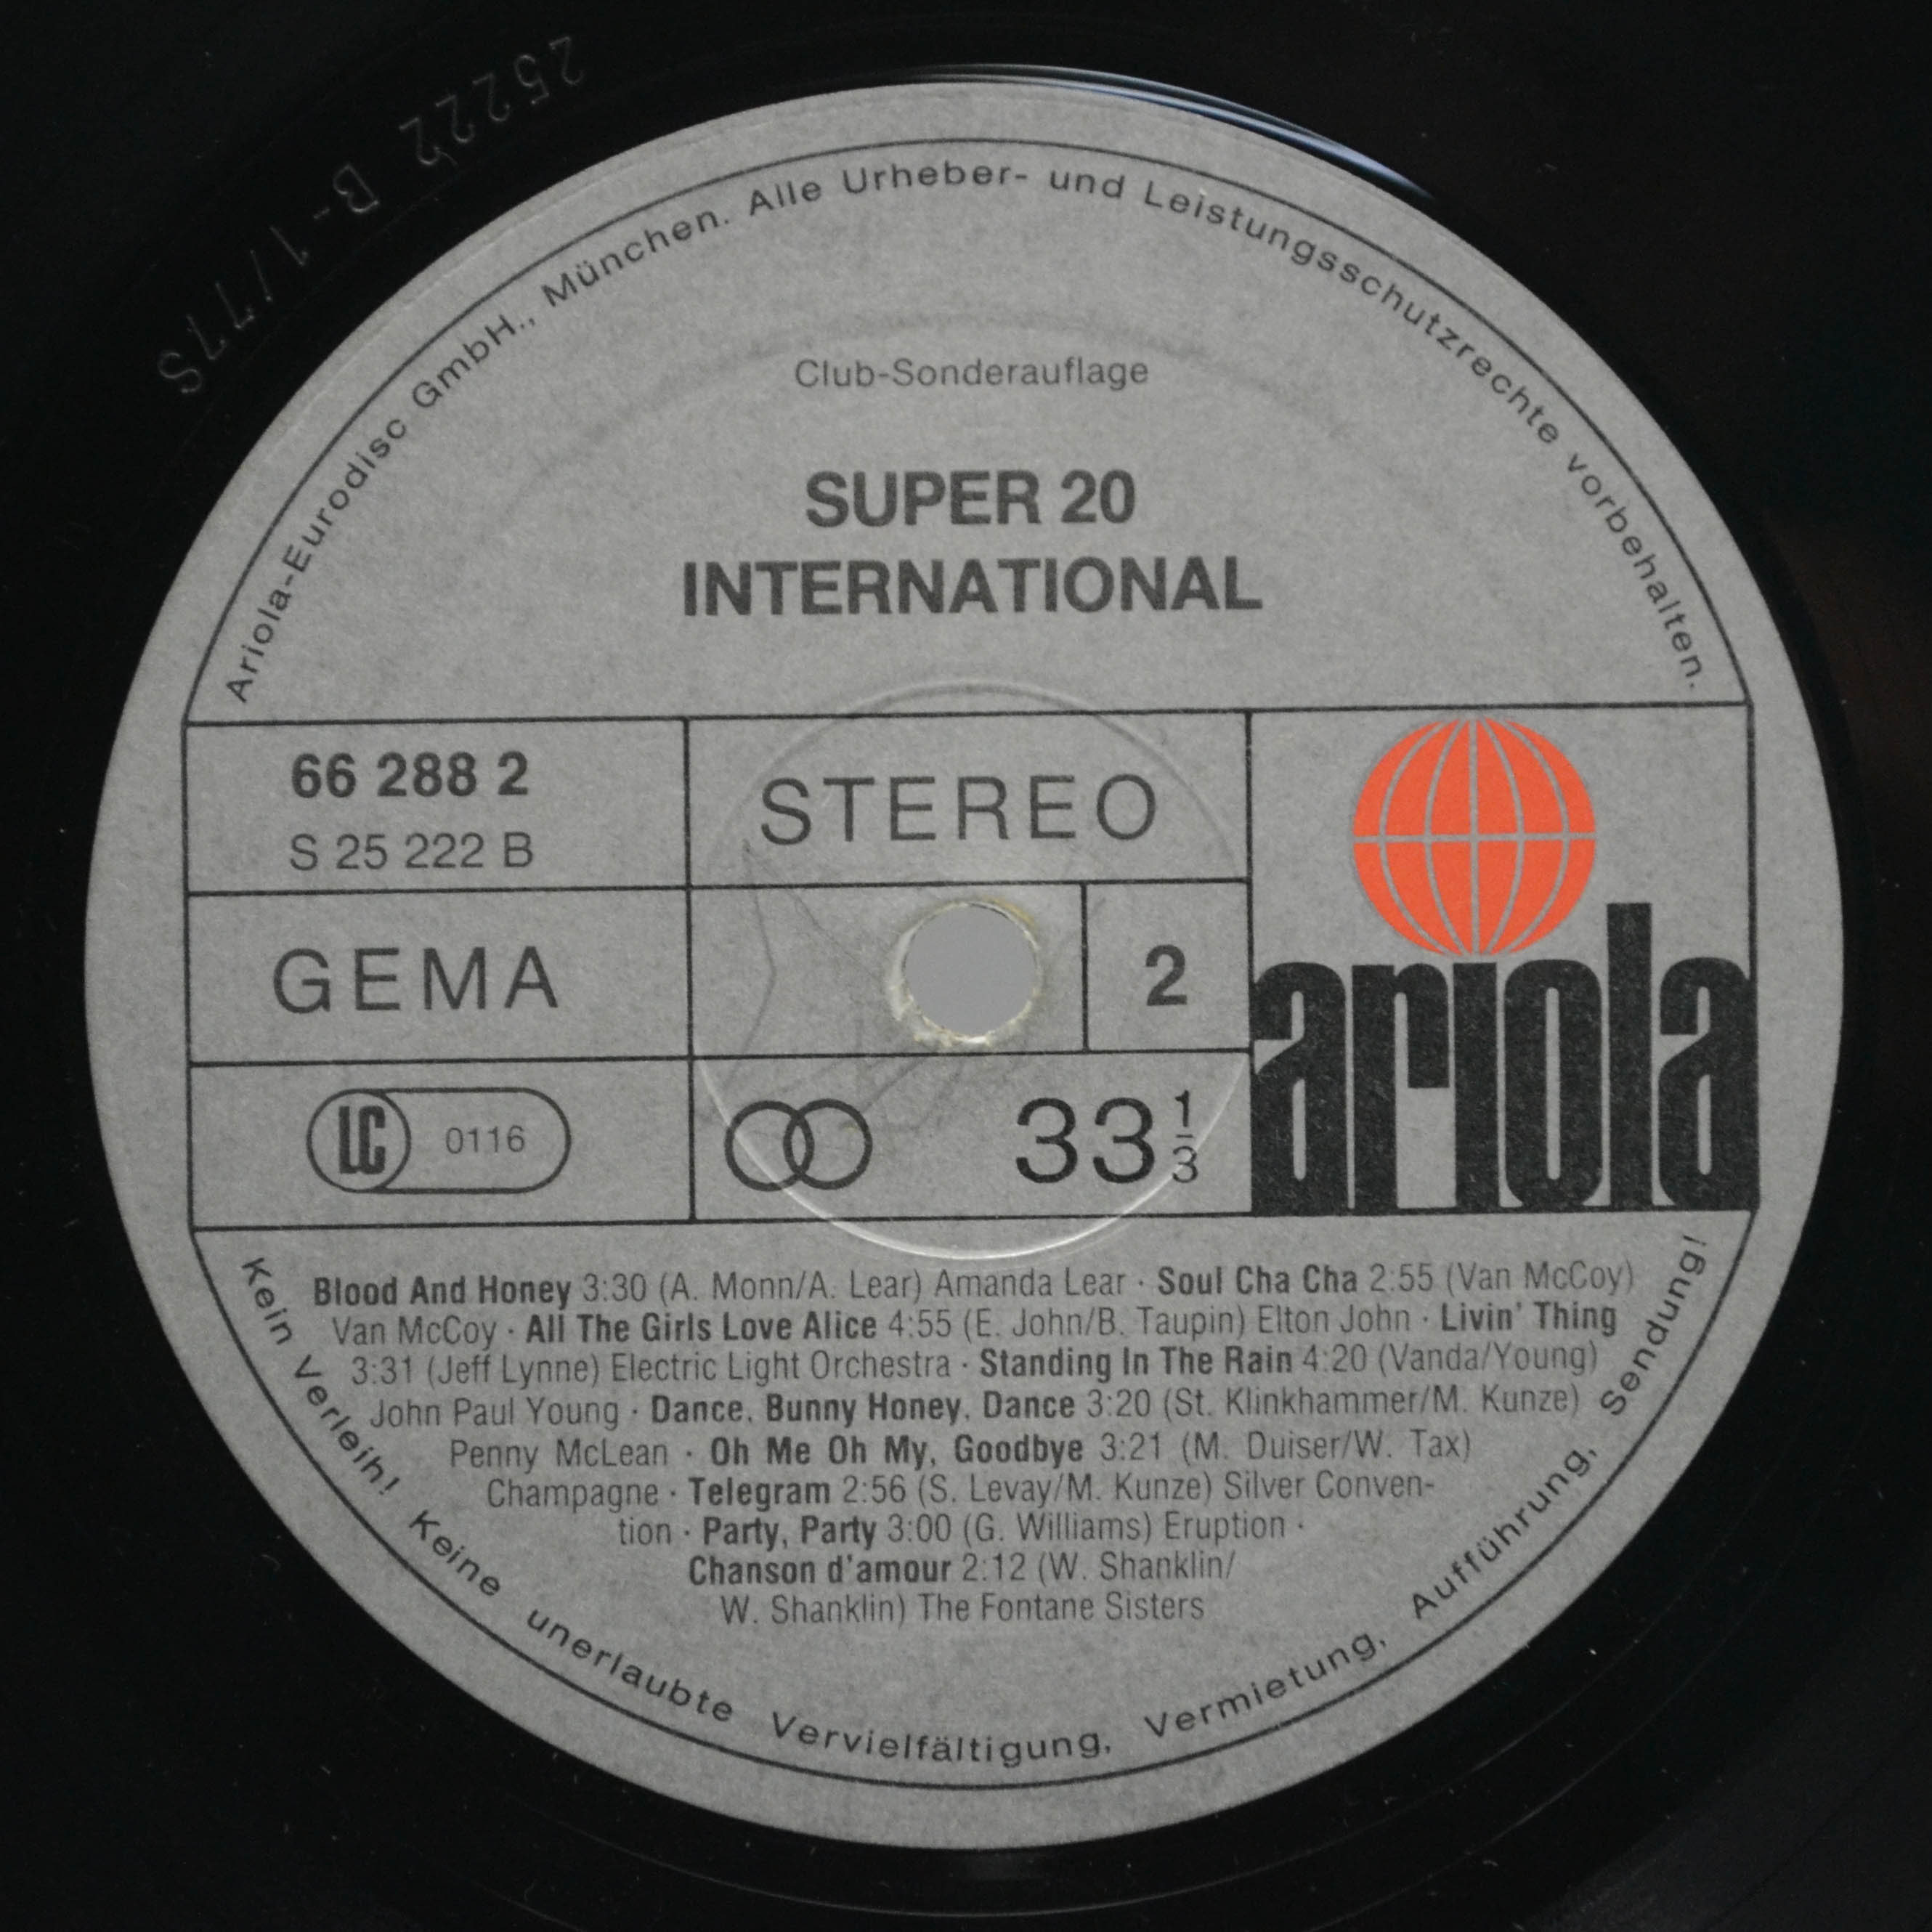 25222 B-1/77S
Ariola-Eurodisc GmbH., München. Alle Urheber- und Leistungsschutzrechte vorbehalten.
Club-Sonderauflage
SUPER 20
INTERNATIONAL
66 288 2
S 25 222 B
STEREO
GEMA
2
LC 0116
33 1/3
ariola
Blood And Honey 3:30 (A. Monn/A. Lear) Amanda Lear · Soul Cha Cha 2:55 (Van McCoy)
Van McCoy · All The Girls Love Alice 4:55 (E. John/B. Taupin) Elton John · Livin' Thing
3:31 (Jeff Lynne) Electric Light Orchestra · Standing In The Rain 4:20 (Vanda/Young)
John Paul Young · Dance, Bunny Honey, Dance 3:20 (St. Klinkhammer/M. Kunze)
Penny McLean · Oh Me Oh My, Goodbye 3:21 (M. Duiser/W. Tax)
Champagne · Telegram 2:56 (S. Levay/M. Kunze) Silver Conven-
tion · Party, Party 3:00 (G. Williams) Eruption ·
Chanson d'amour 2:12 (W. Shanklin/
W. Shanklin) The Fontane Sisters
Kein Verleih! Keine unerlaubte Vervielfältigung, Vermietung, Aufführung, Sendung!